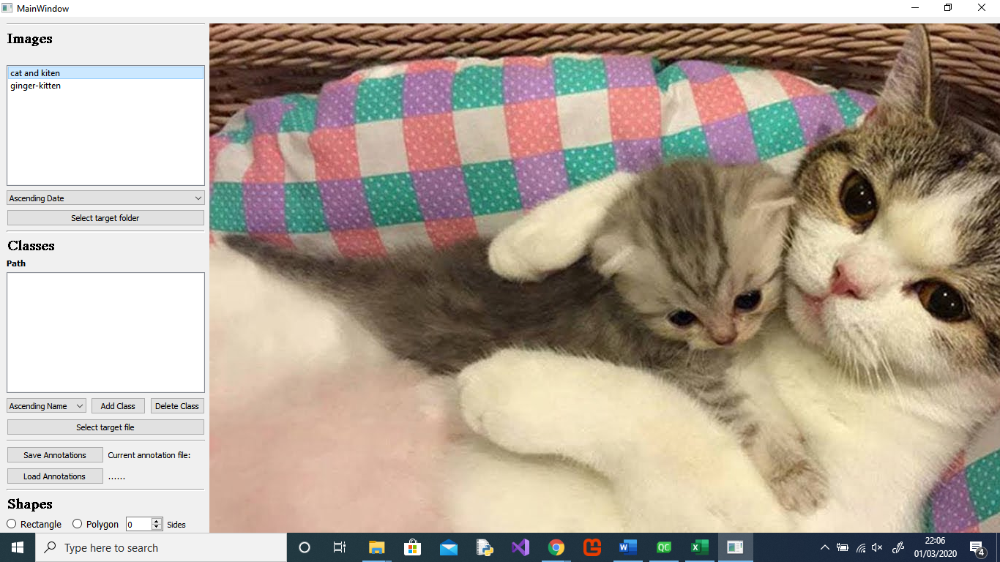 MainWindow
Images
cat and kiten
ginger-kitten
Ascending Date
Select target folder
Classes
Path
Ascending Name Add Class Delete Class
Select target file
Save Annotations Current annotation file:
Load Annotations ......
Shapes
Rectangle Polygon 0 Sides
Type here to search
QC
22:06
01/03/2020
4